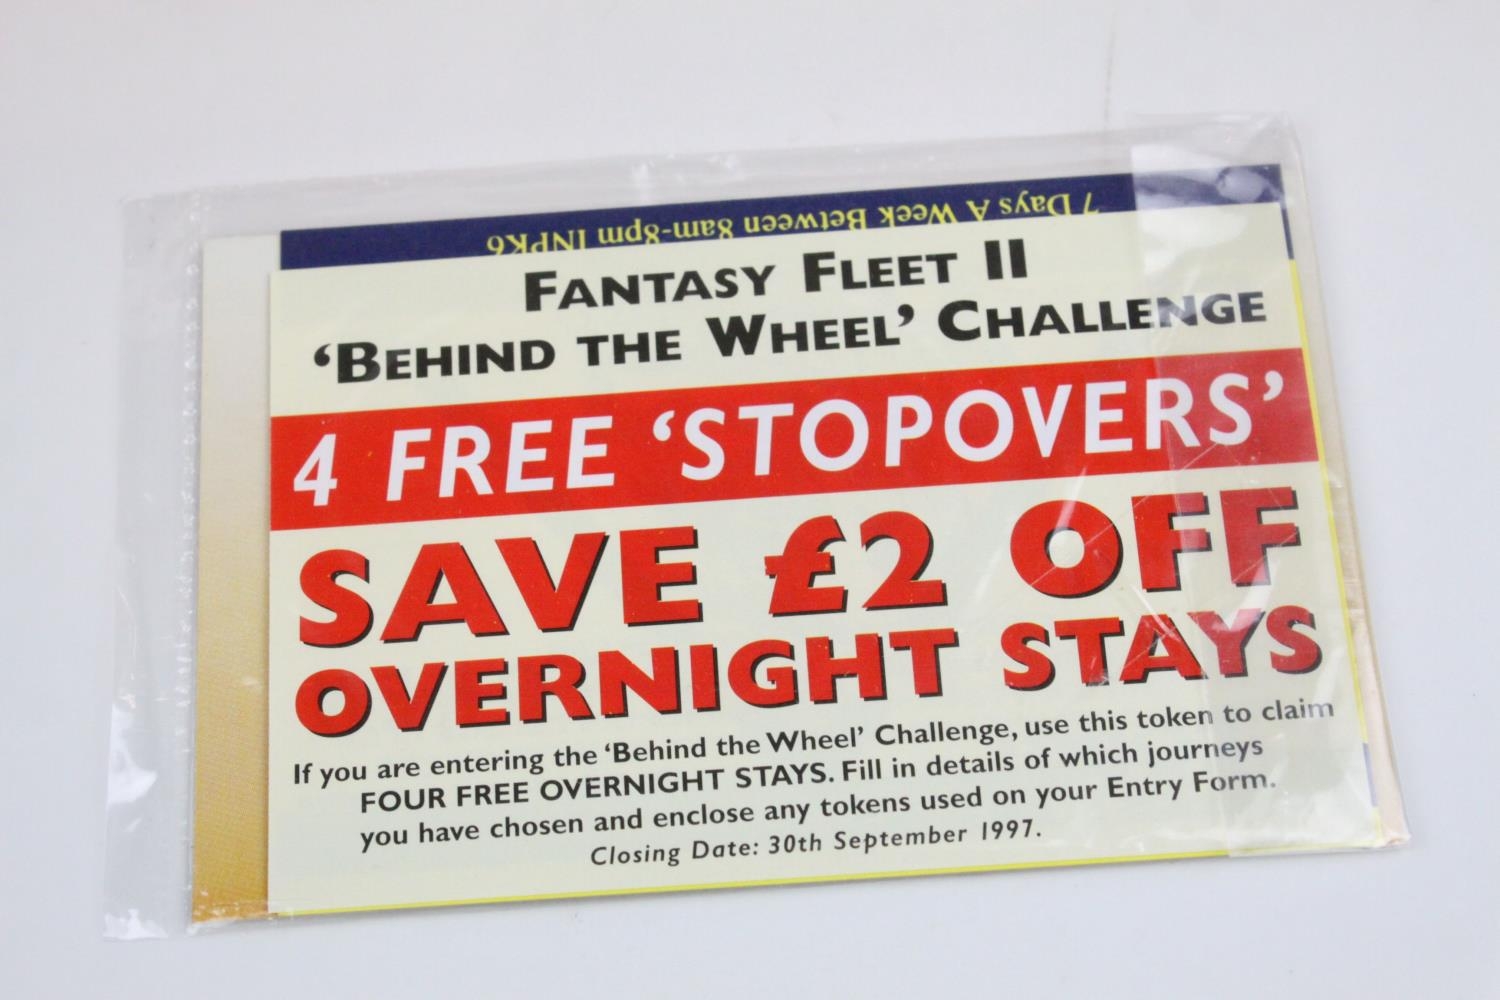 7 Days A Week Between 8am-8pm INPK6
FANTASY FLEET II
‘BEHIND THE WHEEL’ CHALLENGE
4 FREE ‘STOPOVERS’
SAVE £2 OFF
OVERNIGHT STAYS
If you are entering the ‘Behind the Wheel’ Challenge, use this token to claim
FOUR FREE OVERNIGHT STAYS. Fill in details of which journeys
you have chosen and enclose any tokens used on your Entry Form.
Closing Date: 30th September 1997.